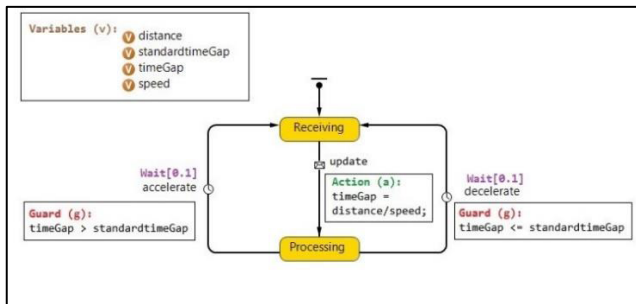 Variables (v):
distance
standardtimeGap
timeGap
speed
Receiving
update
Action (a):
timeGap =
distance/speed;
Wait[0.1]
accelerate
Guard (g):
timeGap > standardtimeGap
Wait[0.1]
decelerate
Guard (g):
timeGap <= standardtimeGap
Processing